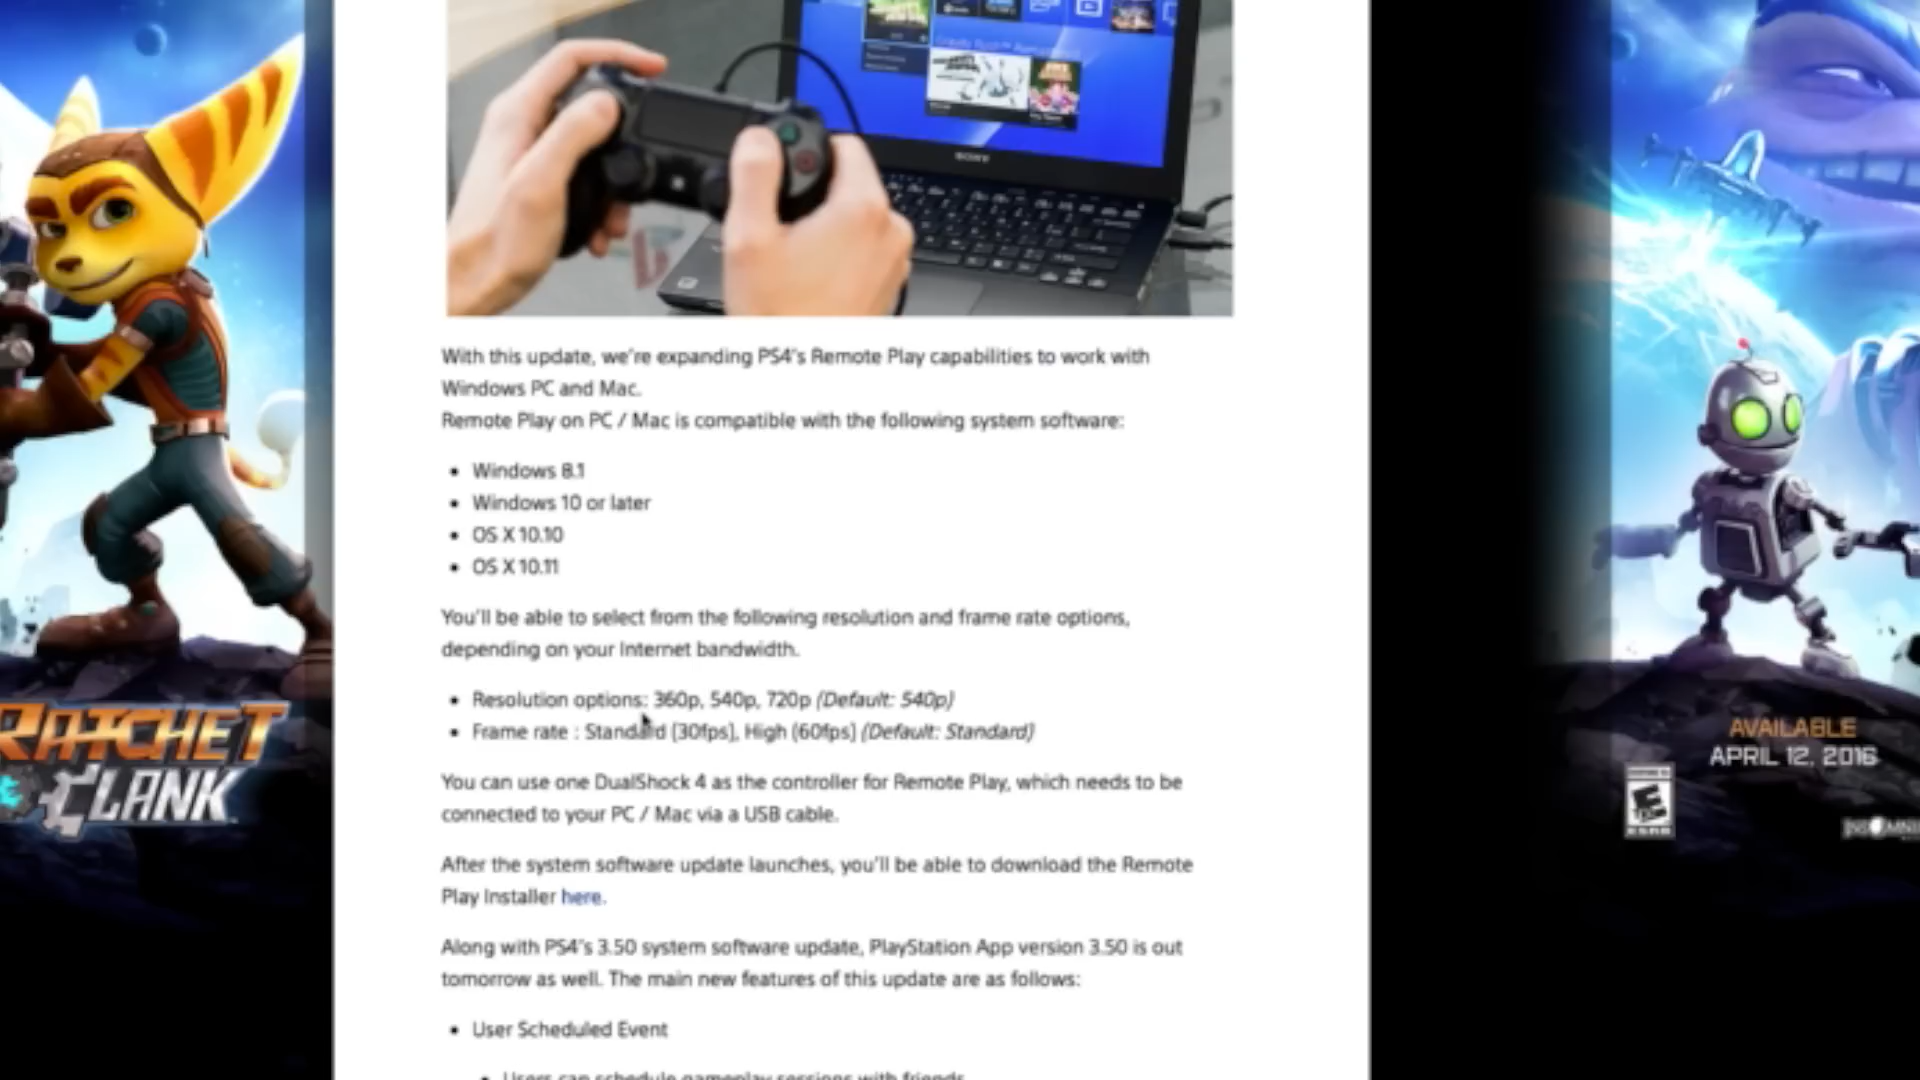 SONY
With this update, we're expanding PS4's Remote Play capabilities to work with
Windows PC and Mac.
Remote Play on PC / Mac is compatible with the following system software:
• Windows 8.1
• Windows 10 or later
• OS X 10.10
• OS X 10.11
You'll be able to select from the following resolution and frame rate options,
depending on your Internet bandwidth.
• Resolution options: 360p, 540p, 720p (Default: 540p)
• Frame rate : Standard (30fps), High (60fps) (Default: Standard)
You can use one DualShock 4 as the controller for Remote Play, which needs to be
connected to your PC / Mac via a USB cable.
After the system software update launches, you'll be able to download the Remote
Play Installer here.
Along with PS4's 3.50 system software update, PlayStation App version 3.50 is out
tomorrow as well. The main new features of this update are as follows:
• User Scheduled Event
• Users can schedule gameplay sessions with friends
RATCHET
CLANK
AVAILABLE
APRIL 12, 2016
E
ESRB